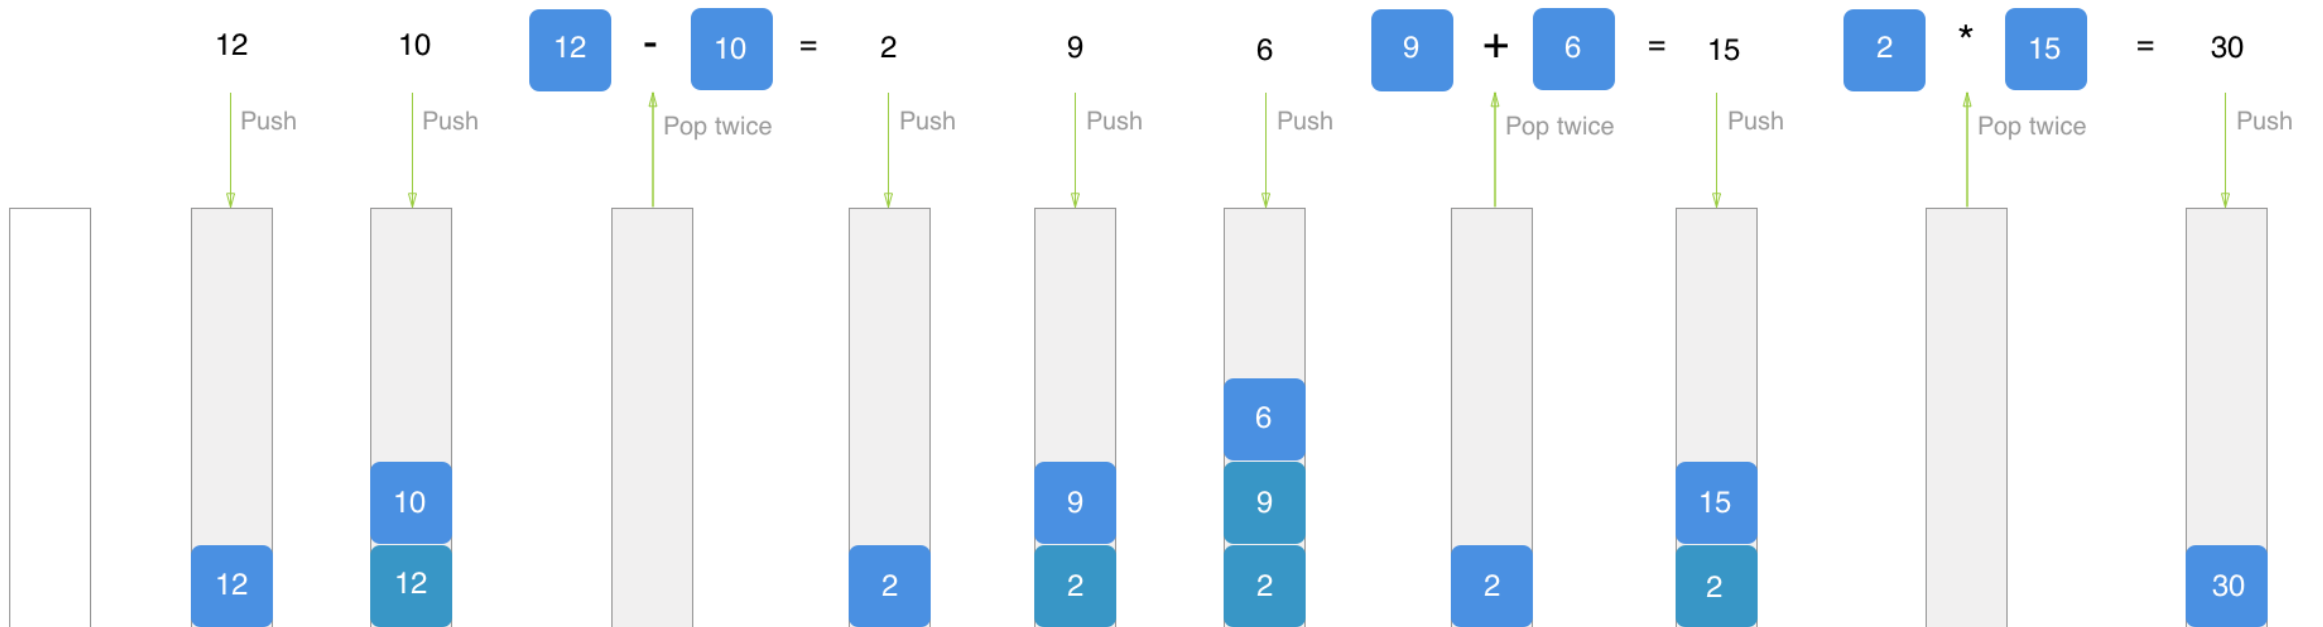 12 10 12 - 10 = 2 9 6 9 + 6 = 15 2 * 15 = 30
Push Push Pop twice Push Push Push Pop twice Push Pop twice Push
6
10 9 9 15
12 12 2 2 2 2 2 30